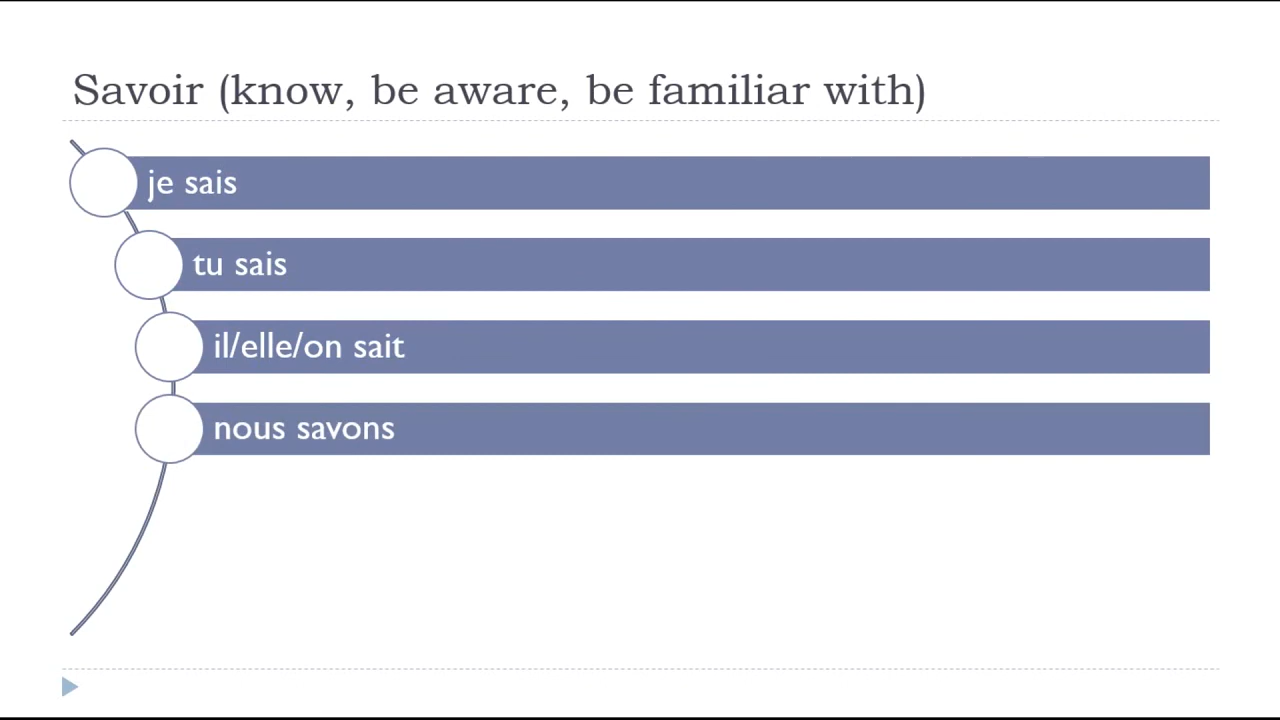 Savoir (know, be aware, be familiar with)
je sais
tu sais
il/elle/on sait
nous savons